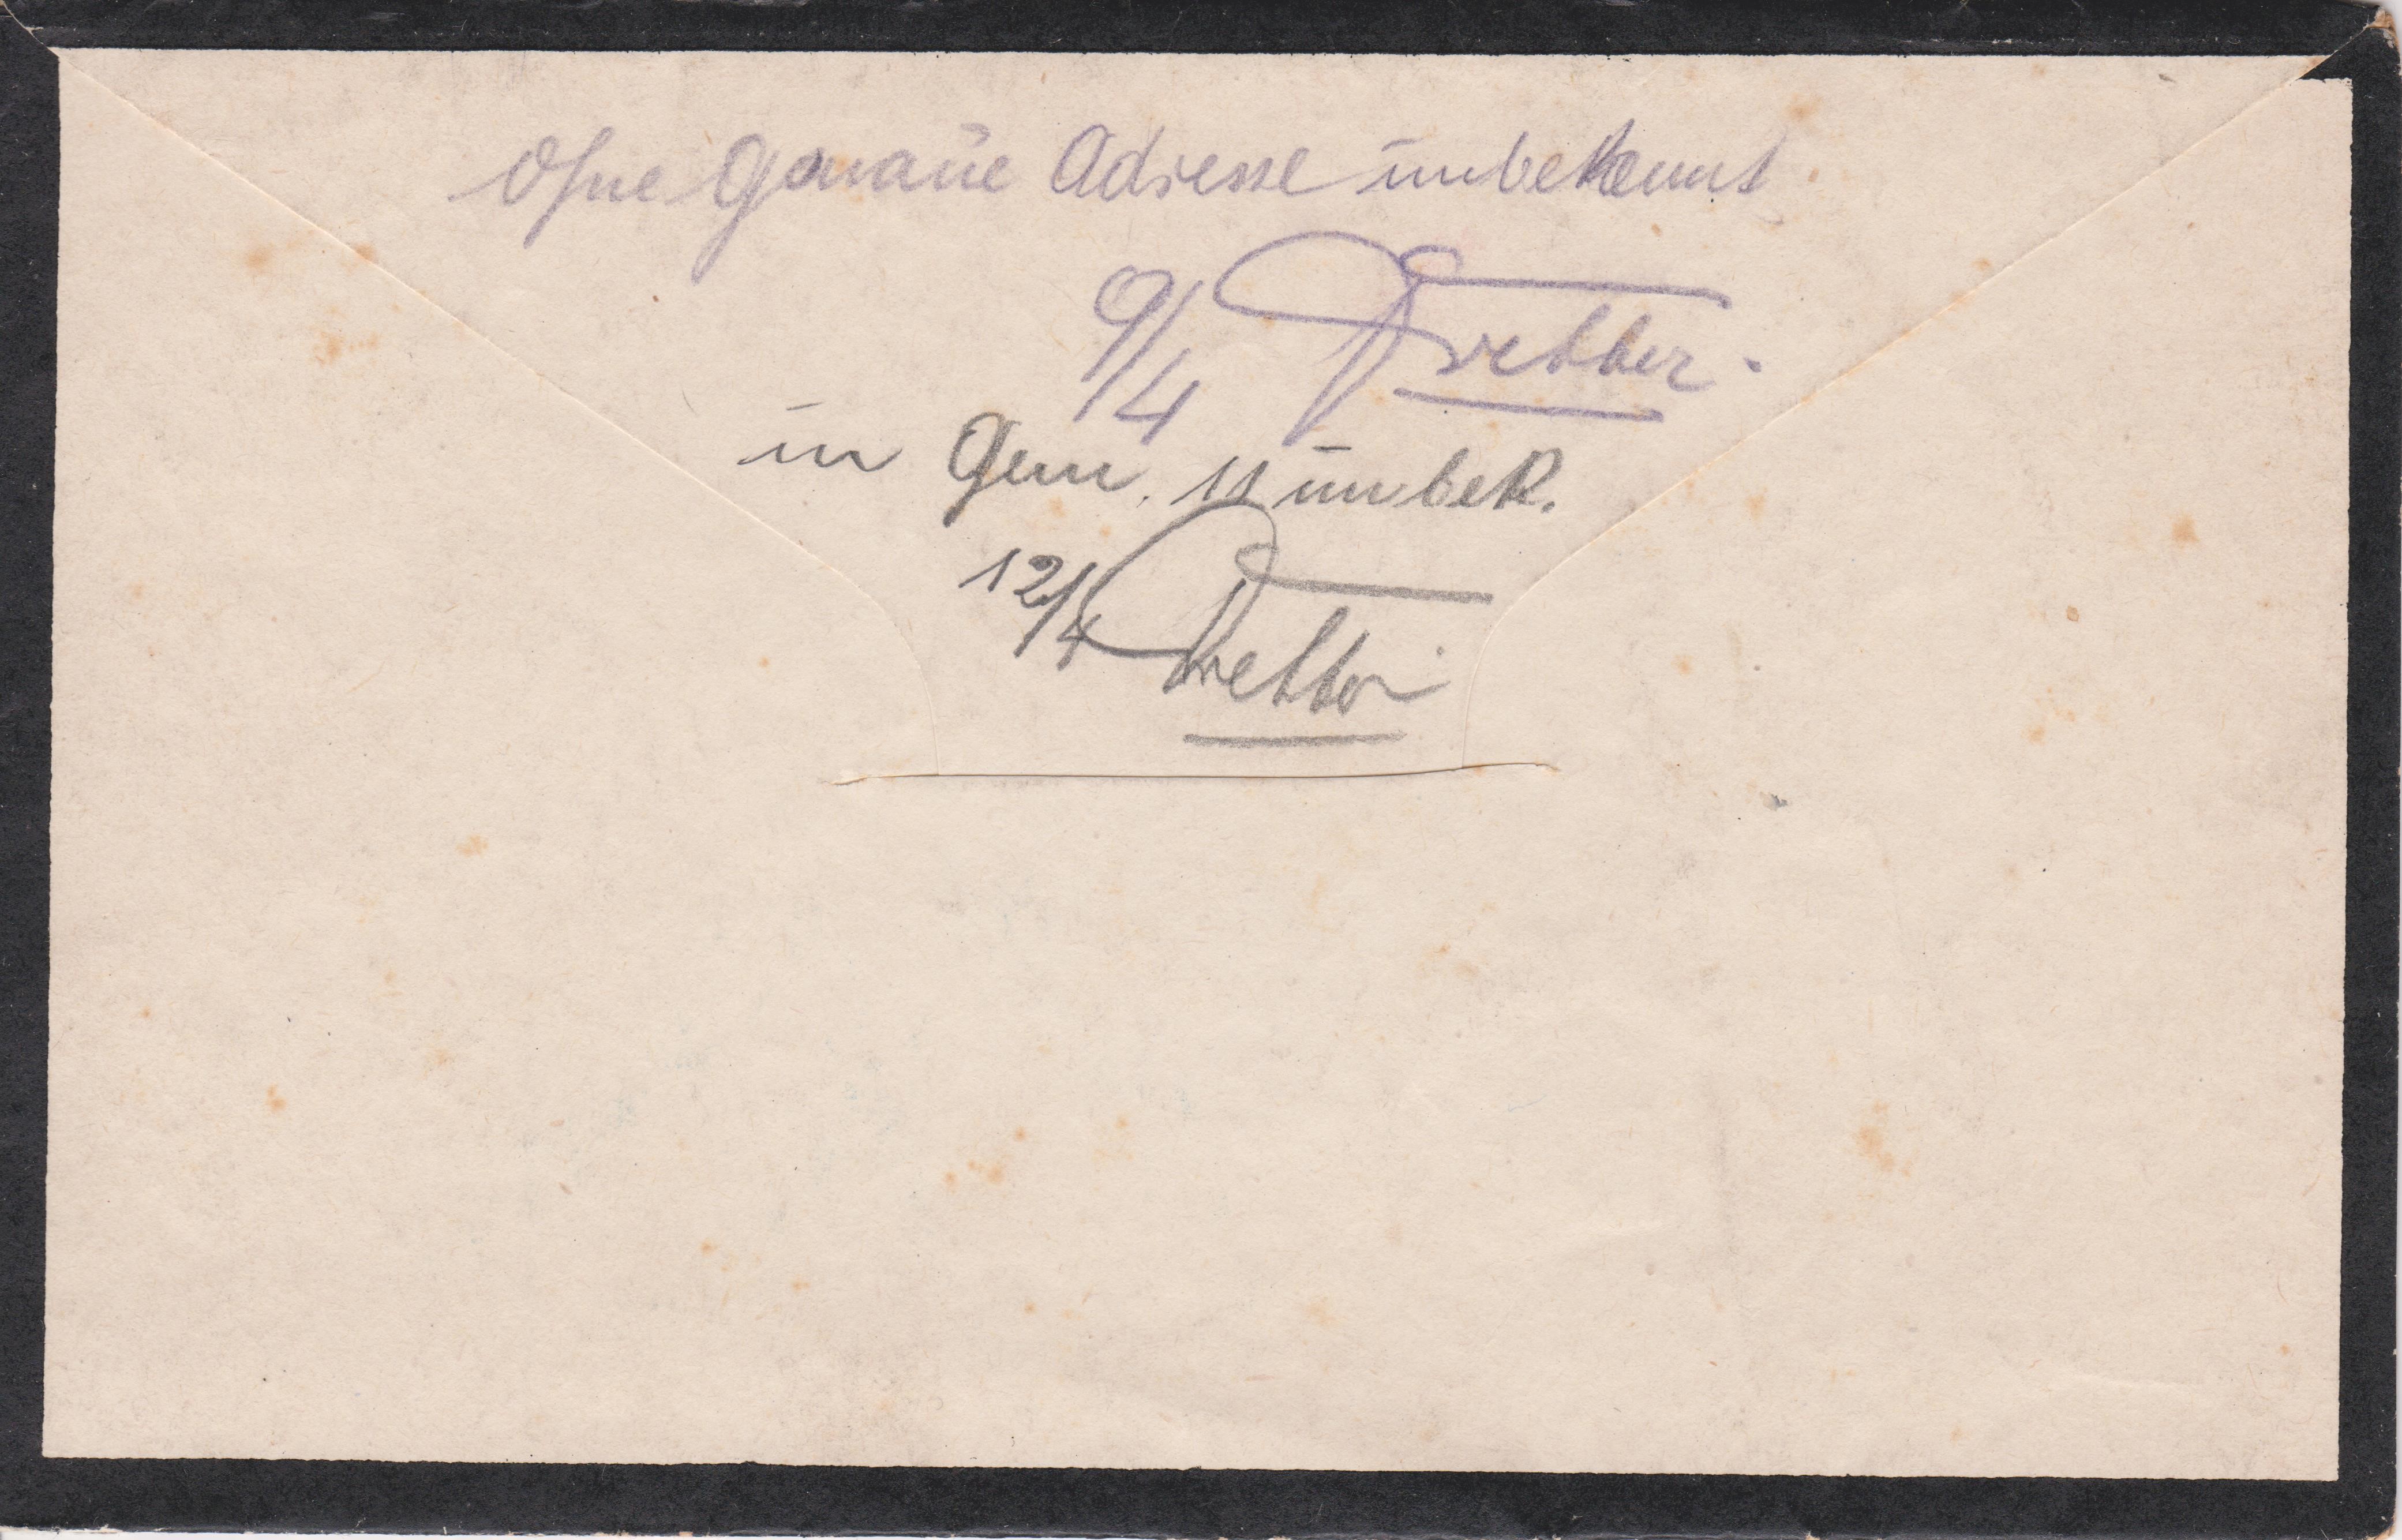 Ohne Genaue Adresse unbekannt
9/4
in Gem. 11 unbek.
12/4